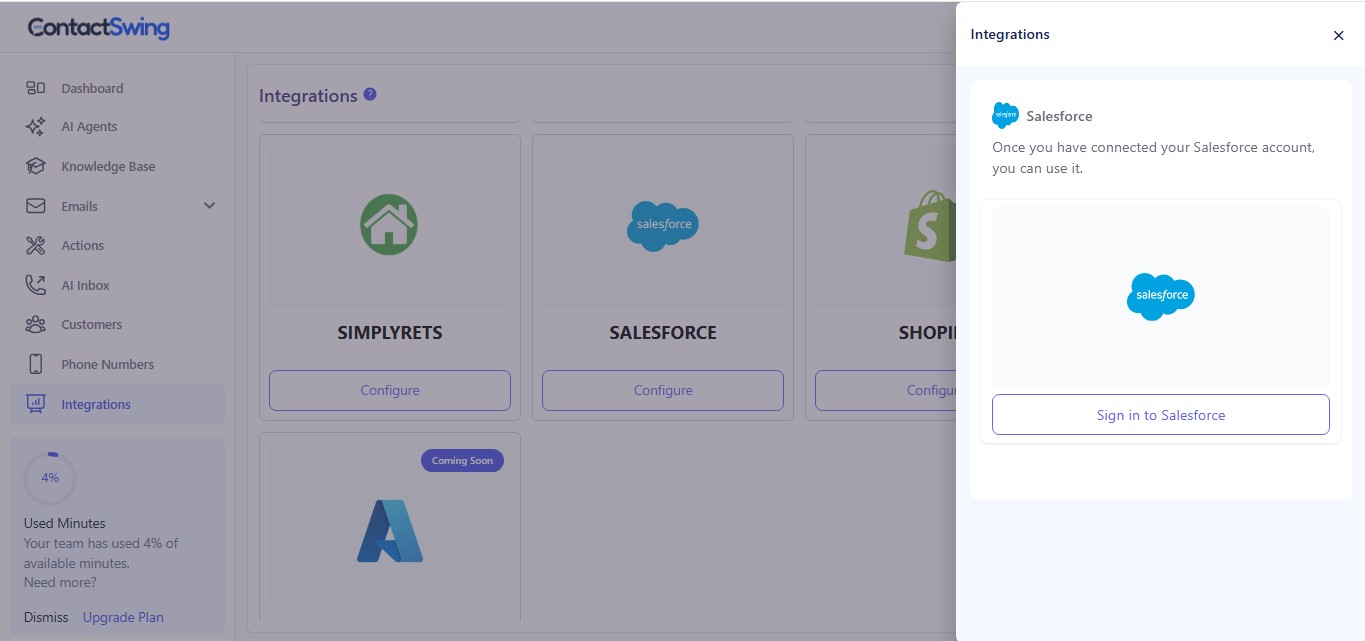 ContactSwing
Dashboard
AI Agents
Knowledge Base
Emails
Actions
AI Inbox
Customers
Phone Numbers
Integrations
4%
Used Minutes
Your team has used 4% of
available minutes.
Need more?
Dismiss Upgrade Plan
Integrations ?
SIMPLYRETS
Configure
salesforce
SALESFORCE
Configure
S
SHOPI
Configu
Coming Soon
Integrations
salesforce
Salesforce
Once you have connected your Salesforce account,
you can use it.
salesforce
Sign in to Salesforce